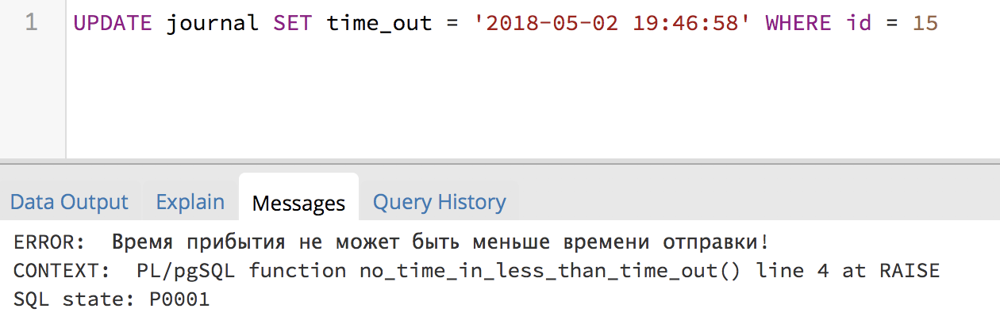 1 UPDATE journal SET time_out = '2018-05-02 19:46:58' WHERE id = 15
Data Output Explain Messages Query History
ERROR:  Время прибытия не может быть меньше времени отправки!
CONTEXT:  PL/pgSQL function no_time_in_less_than_time_out() line 4 at RAISE
SQL state: P0001